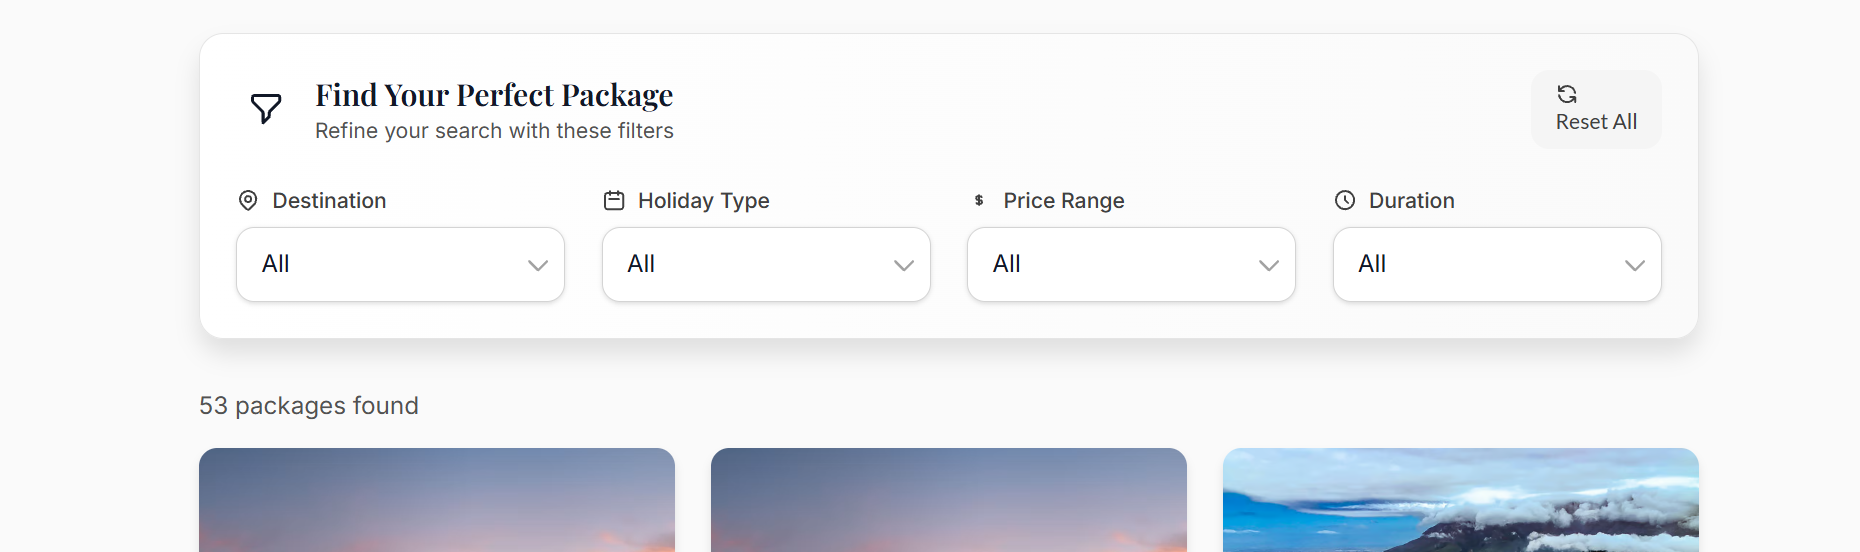 Find Your Perfect Package
Refine your search with these filters
Reset All
Destination
Holiday Type
$ Price Range
Duration
All
All
All
All
53 packages found